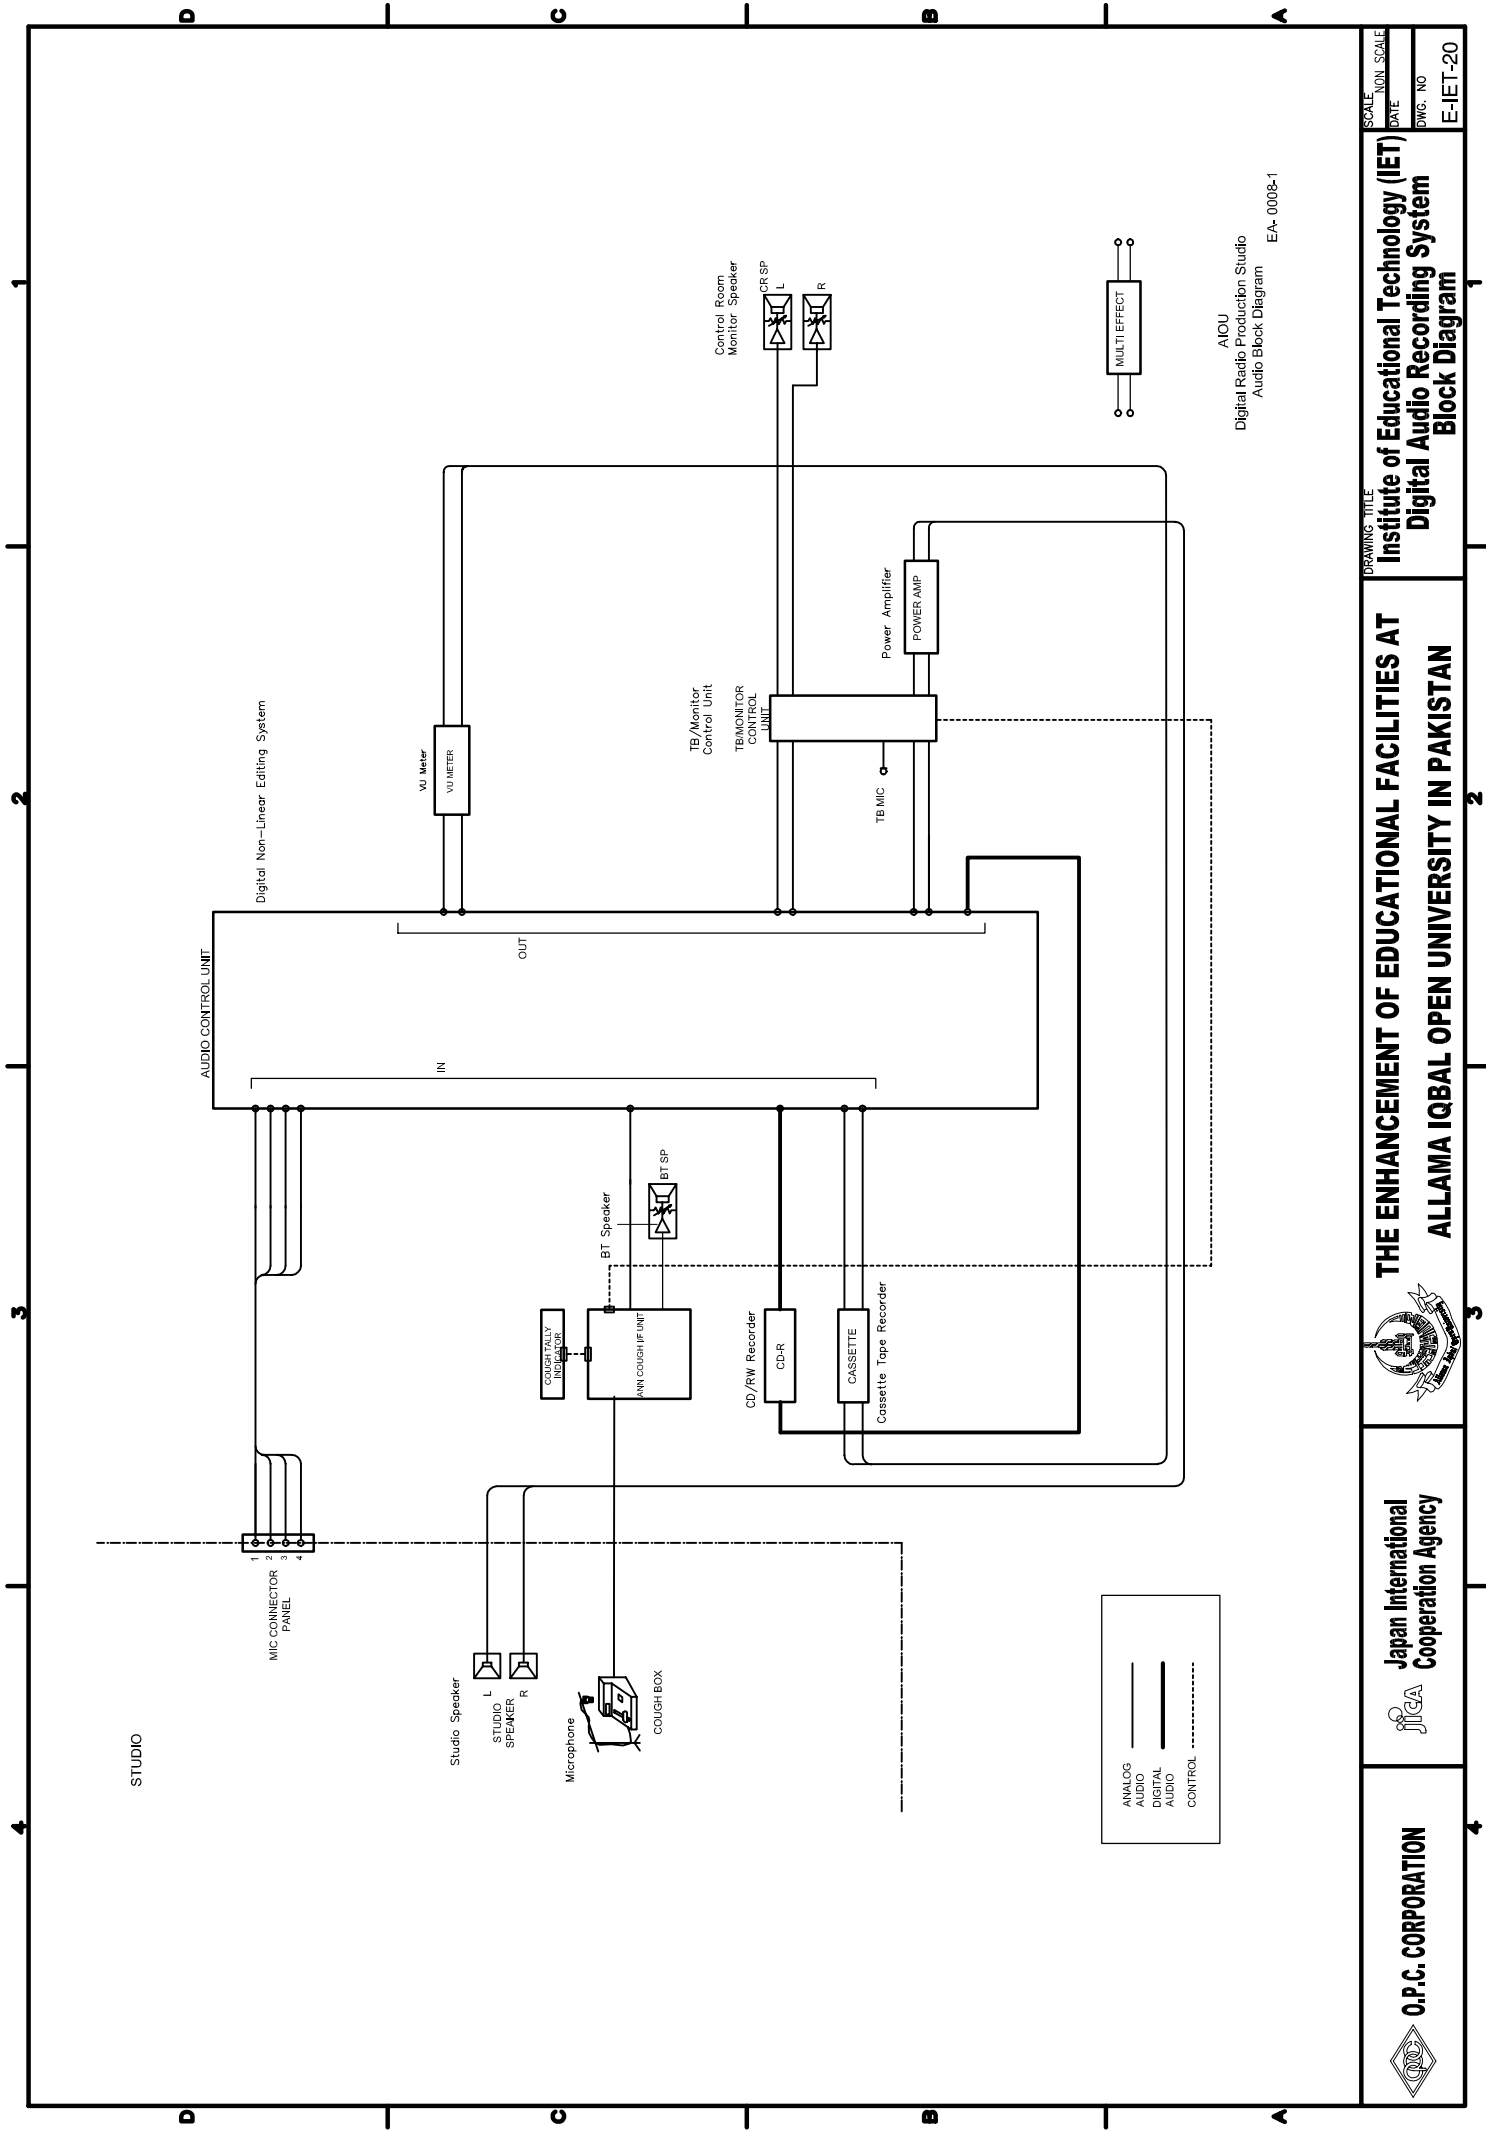 D
C
B
A
1
2
3
4
STUDIO
MIC CONNECTOR
PANEL
1
2
3
4
Studio Speaker
L
STUDIO
SPEAKER
R
Microphone
COUGH BOX
AUDIO CONTROL UNIT
IN
OUT
Digital Non-Linear Editing System
COUGH TALLY
INDICATOR
ANN COUGH I/F UNIT
BT Speaker
BT SP
CD/RW Recorder
CD-R
CASSETTE
Cassette Tape Recorder
VU Meter
VU METER
TB/Monitor
Control Unit
TB/MONITOR
CONTROL
UNIT
TB MIC
Power Amplifier
POWER AMP
Control Room
Monitor Speaker
CR SP
L
R
MULTI EFFECT
AIOU
Digital Radio Production Studio
Audio Block Diagram
EA- 0008-1
ANALOG
AUDIO
DIGITAL
AUDIO
CONTROL
D
C
B
A
1
2
3
4
O.P.C. CORPORATION
jICA
Japan International
Cooperation Agency
THE ENHANCEMENT OF EDUCATIONAL FACILITIES AT
ALLAMA IQBAL OPEN UNIVERSITY IN PAKISTAN
DRAWING TITLE
Institute of Educational Technology (IET)
Digital Audio Recording System
Block Diagram
SCALE
NON SCALE
DATE
DWG. NO
E-IET-20